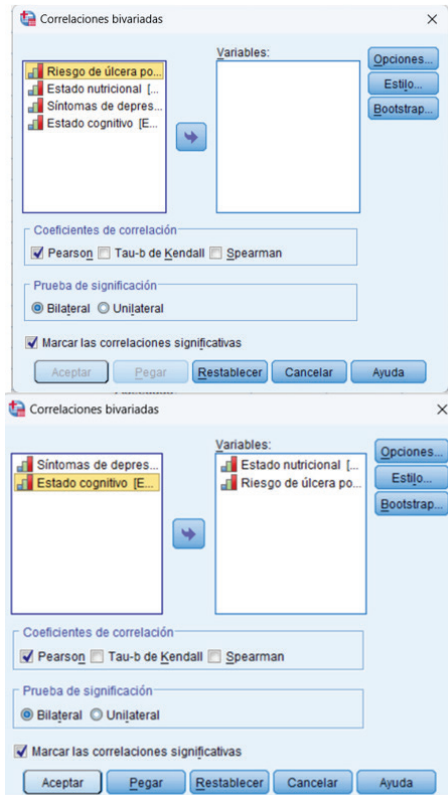 Correlaciones bivariadas
Variables:
Riesgo de úlcera po...
Estado nutricional [...
Síntomas de depres...
Estado cognitivo [E...
Opciones...
Estilo...
Bootstrap...
Coeficientes de correlación
Pearson Tau-b de Kendall Spearman
Prueba de significación
Bilateral Unilateral
Marcar las correlaciones significativas
Aceptar Pegar Restablecer Cancelar Ayuda
Correlaciones bivariadas
Variables:
Síntomas de depres...
Estado cognitivo [E...
Estado nutricional [...
Riesgo de úlcera po...
Opciones...
Estilo...
Bootstrap...
Coeficientes de correlación
Pearson Tau-b de Kendall Spearman
Prueba de significación
Bilateral Unilateral
Marcar las correlaciones significativas
Aceptar Pegar Restablecer Cancelar Ayuda